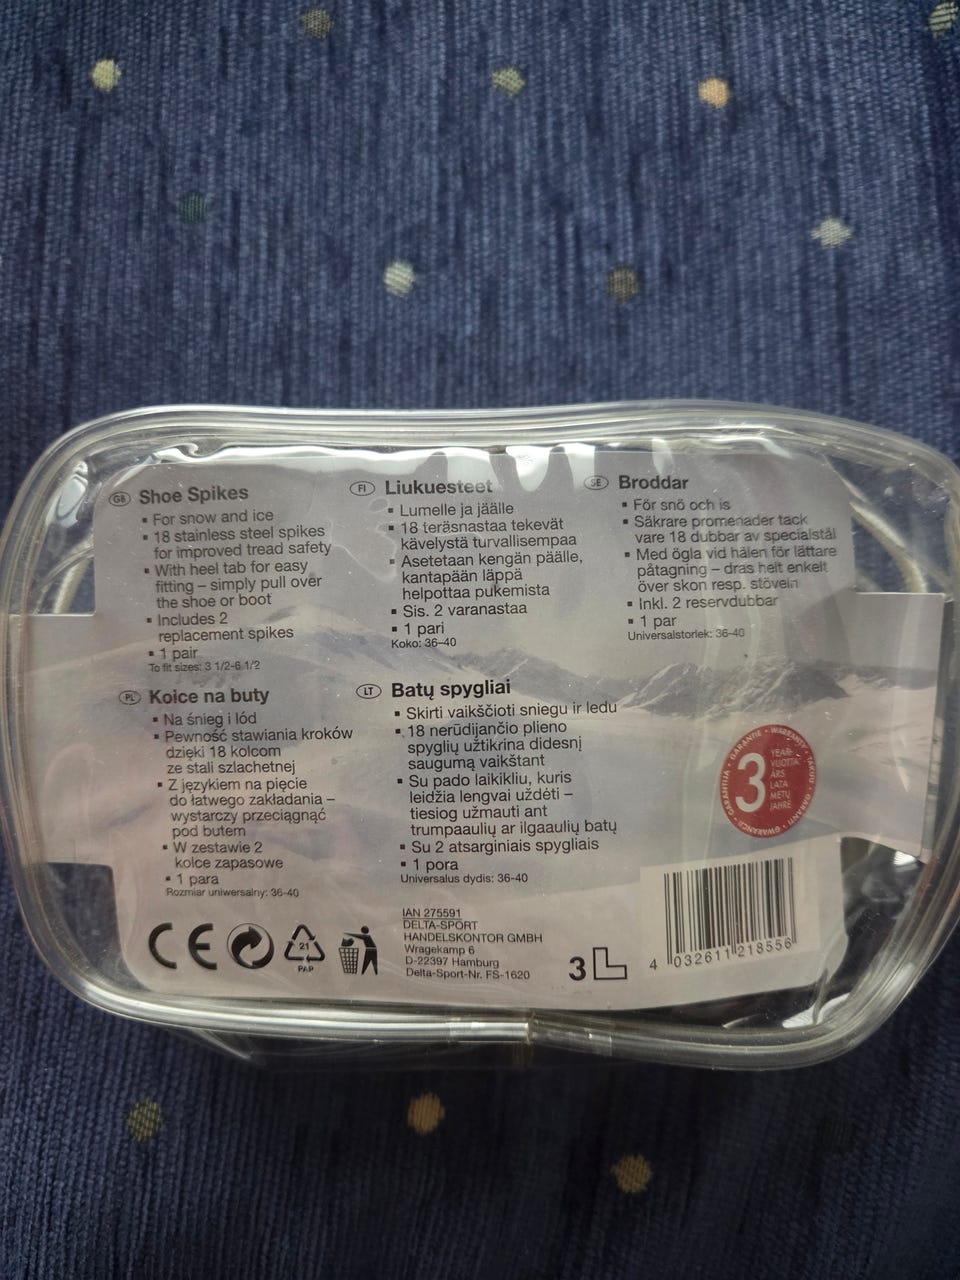 GB Shoe Spikes
▪ For snow and ice
▪ 18 stainless steel spikes
for improved tread safety
▪ With heel tab for easy
fitting – simply pull over
the shoe or boot
▪ Includes 2
replacement spikes
▪ 1 pair
To fit sizes: 3 1/2-6 1/2
FI Liukuesteet
▪ Lumelle ja jäälle
▪ 18 teräsnastaa tekevät
kävelystä turvallisempaa
▪ Asetetaan kengän päälle,
kantapään läppä
helpottaa pukemista
▪ Sis. 2 varanastaa
▪ 1 pari
Koko: 36–40
SE Broddar
▪ För snö och is
▪ Säkrare promenader tack
vare 18 dubbar av specialstål
▪ Med ögla vid hälen för lättare
påtagning – dras helt enkelt
över skon resp. stöveln
▪ Inkl. 2 reservdubbar
▪ 1 par
Universalstorlek: 36-40
PL Kolce na buty
▪ Na śnieg i lód
▪ Pewność stawiania kroków
dzięki 18 kolcom
ze stali szlachetnej
▪ Z językiem na pięcie
do łatwego zakładania –
wystarczy przeciągnąć
pod butem
▪ W zestawie 2
kolce zapasowe
▪ 1 para
Rozmiar uniwersalny: 36-40
LT Batų spygliai
▪ Skirti vaikščioti sniegu ir ledu
▪ 18 nerūdijančio plieno
spyglių užtikrina didesnį
saugumą vaikštant
▪ Su pado laikikliu, kuris
leidžia lengvai uždėti –
tiesiog užmauti ant
trumpaaulių ar ilgaaulių batų
▪ Su 2 atsarginiais spygliais
▪ 1 pora
Universalus dydis: 36-40
GARANTIE • WARRANTY • TAKUU • GARANTI • GWARANCJI • GARANTIJA
3
YEAR-
VUOTTA
ÅRS
LATA
METŲ
JAHRE
CE
21
PAP
IAN 275591
DELTA-SPORT
HANDELSKONTOR GMBH
Wragekamp 6
D-22397 Hamburg
Delta-Sport-Nr. FS-1620
3 L
4 032611 218556